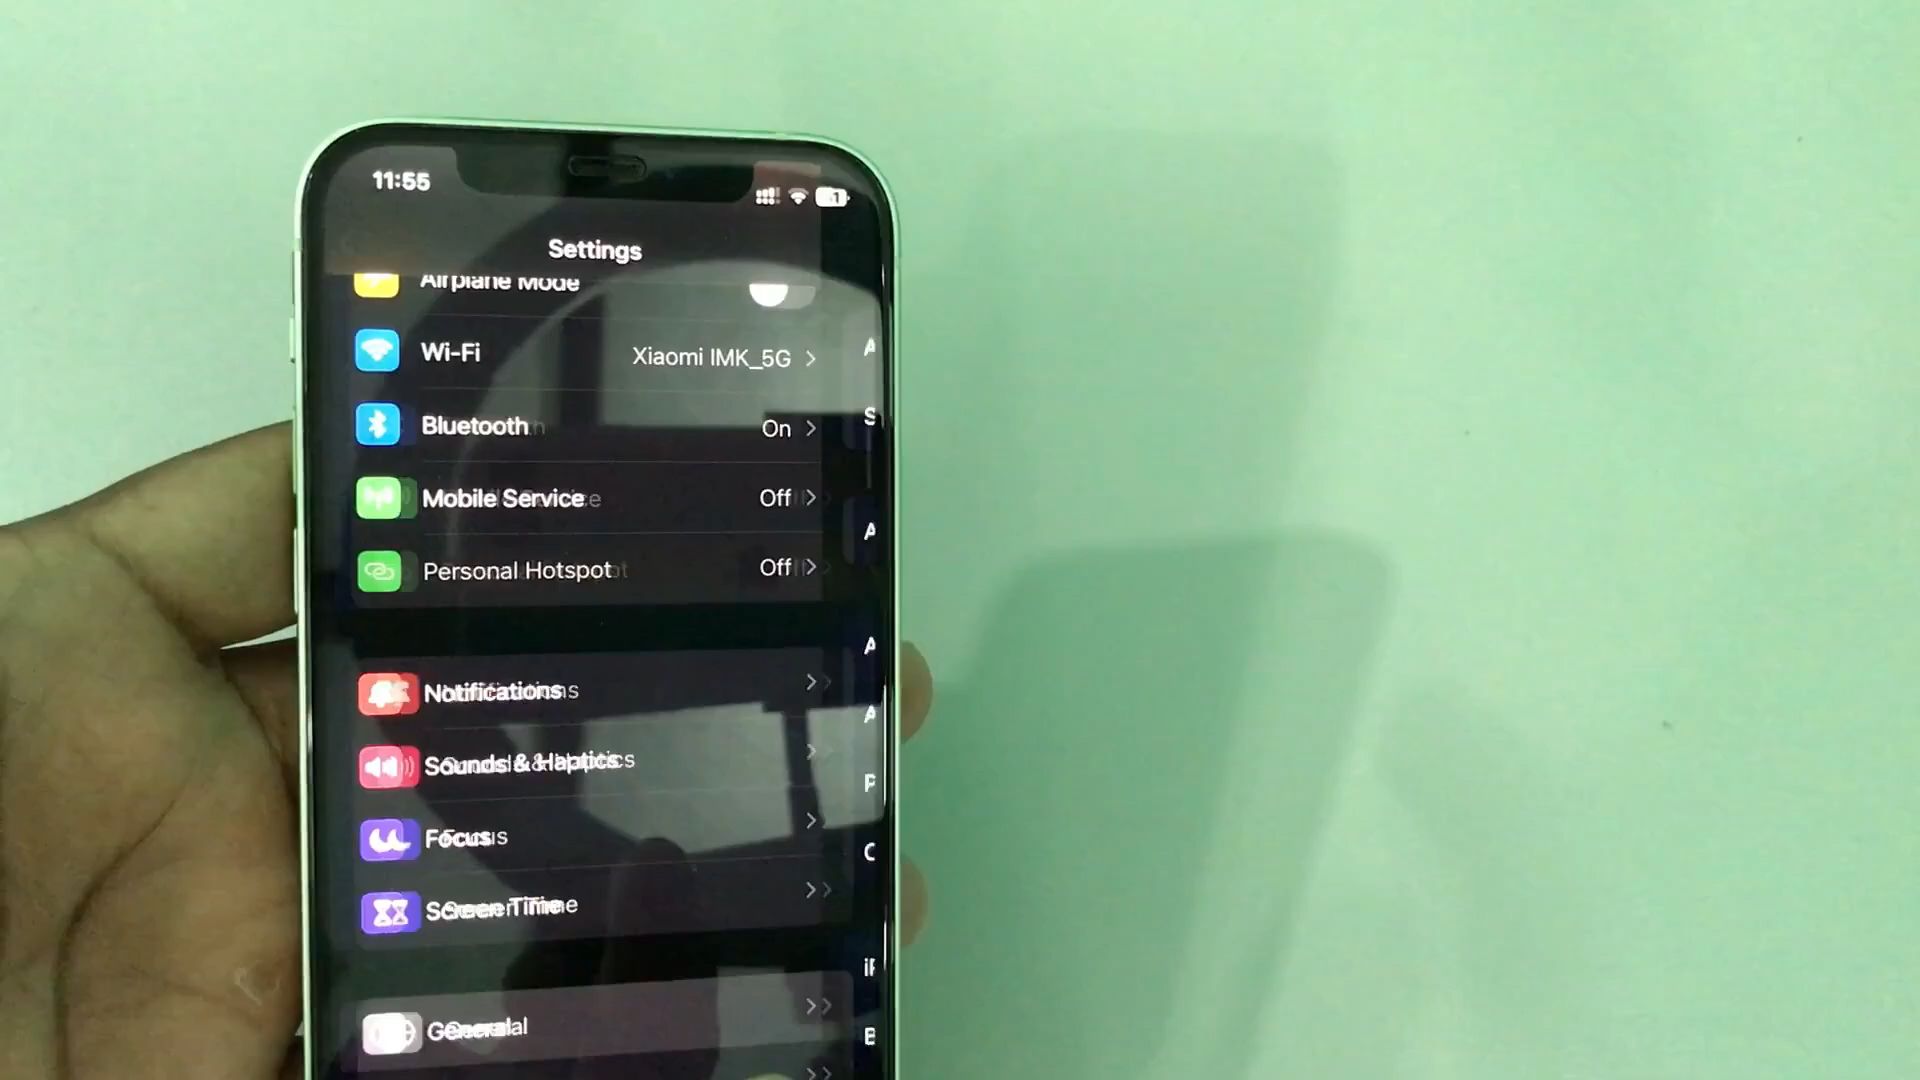 11:55
Settings
Airplane Mode
Wi-Fi Xiaomi IMK_5G
Bluetooth On
Mobile Service Off
Personal Hotspot Off
Notifications
Sounds & Haptics
Focus
Screen Time
General
A
S
A
A
A
P
C
B